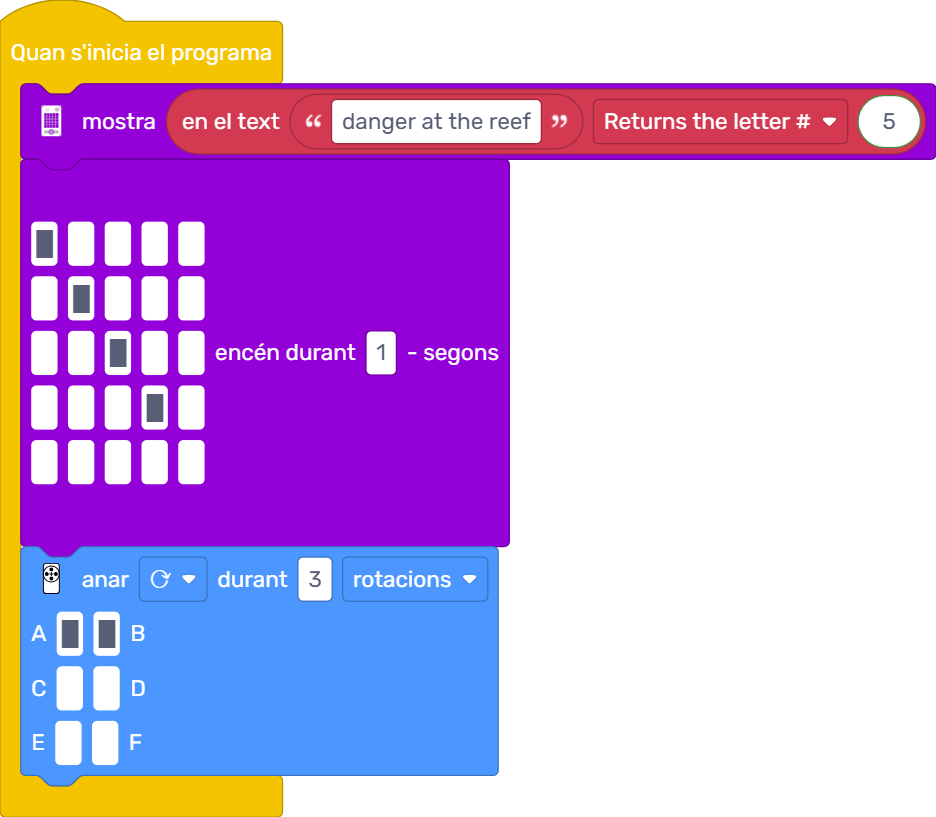 Quan s'inicia el programa
mostra en el text “ danger at the reef ” Returns the letter # 5
encén durant 1 - segons
anar durant 3 rotacions
A B
C D
E F